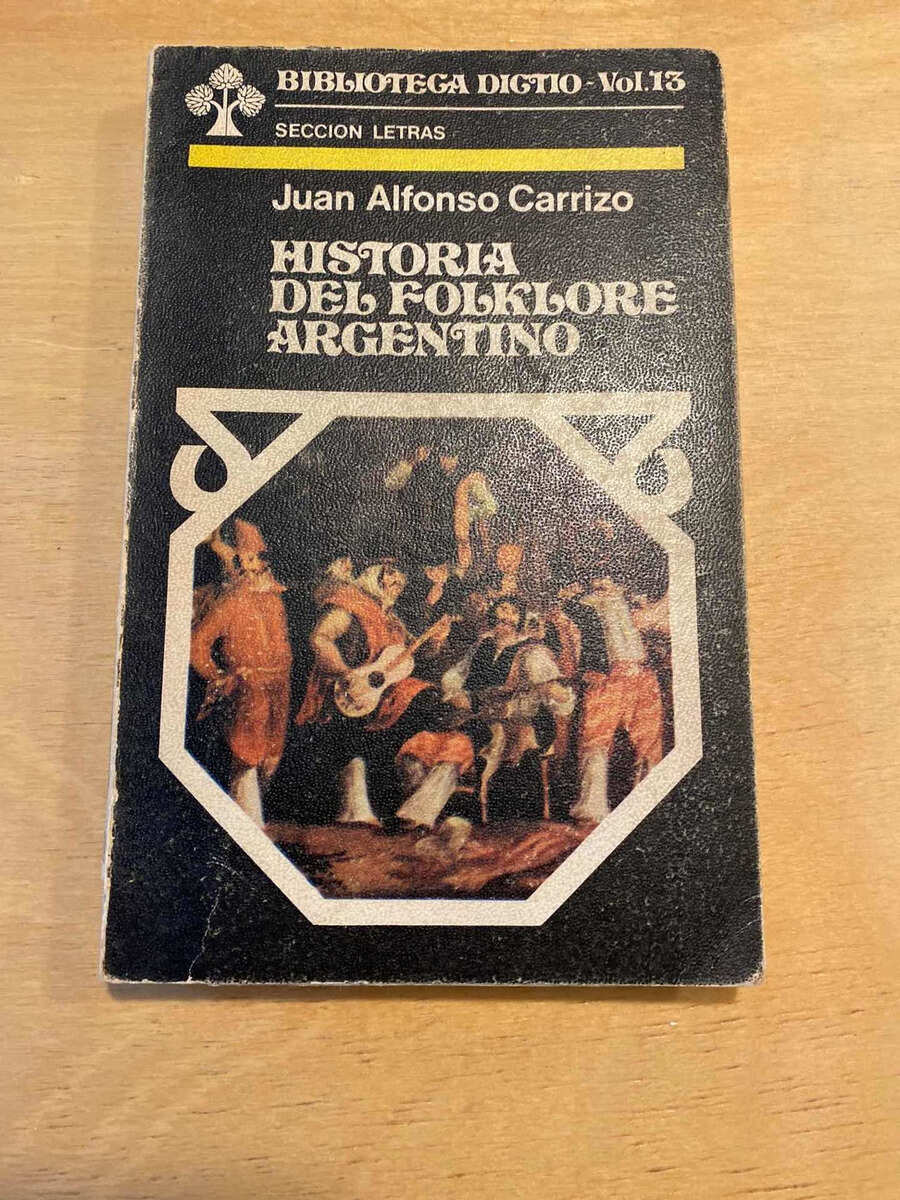 BIBLIOTECA DICTIO - Vol. 13
SECCION LETRAS
Juan Alfonso Carrizo
HISTORIA
DEL FOLKLORE
ARGENTINO